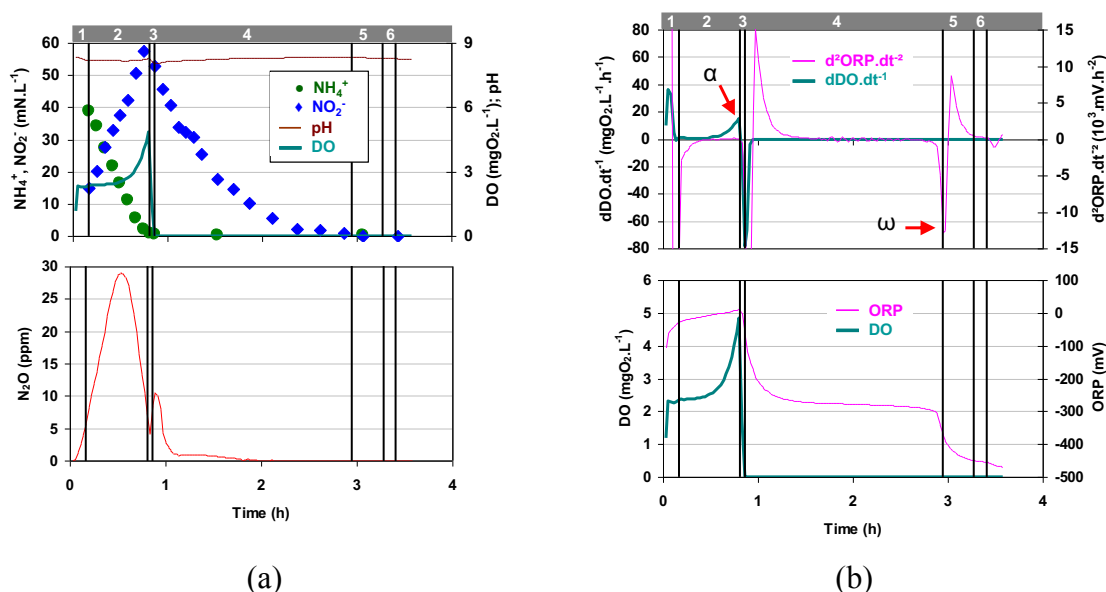 1 2 3 4 5 6
60 9
50
40 6
30
20 3
10
0 0
NH₄⁺, NO₂⁻ (mN.L⁻¹)
DO (mgO₂.L⁻¹); pH
NH₄⁺
NO₂⁻
pH
DO
30
25
20
15
10
5
0
N₂O (ppm)
0 1 2 3 4
Time (h)
(a)
1 2 3 4 5 6
80 15
60 10
40
20 5
0 0
-20
-40 -5
-60 -10
-80 -15
dDO.dt⁻¹ (mgO₂.L⁻¹.h⁻¹)
d²ORP.dt⁻² (10³.mV.h⁻²)
d²ORP.dt⁻²
dDO.dt⁻¹
α
ω
6 100
5 0
4 -100
3 -200
2 -300
1 -400
0 -500
DO (mgO₂.L⁻¹)
ORP (mV)
ORP
DO
0 1 2 3 4
Time (h)
(b)